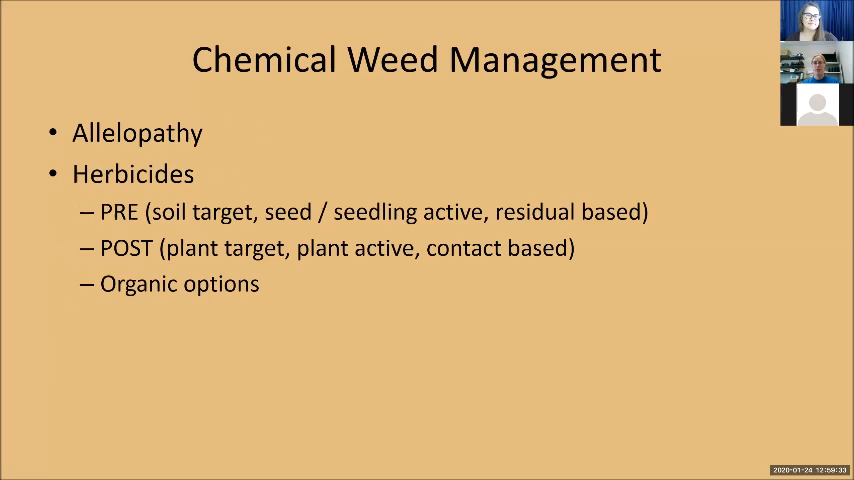 Chemical Weed Management
• Allelopathy
• Herbicides
– PRE (soil target, seed / seedling active, residual based)
– POST (plant target, plant active, contact based)
– Organic options
2020-01-24 12:59:33